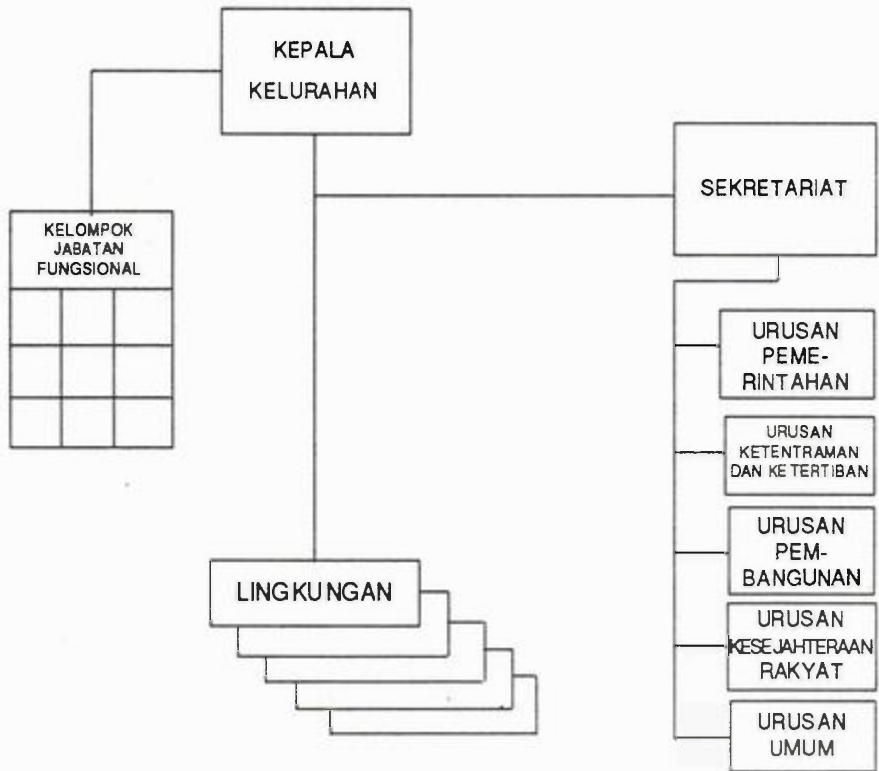 KEPALA
KELURAHAN
SEKRETARIAT
KELOMPOK
JABATAN
FUNGSIONAL
URUSAN
PEME-
RINTAHAN
URUSAN
KETENTRAMAN
DAN KETERTIBAN
URUSAN
PEM-
BANGUNAN
LINGKUNGAN
URUSAN
KESEJAHTERAAN
RAKYAT
URUSAN
UMUM